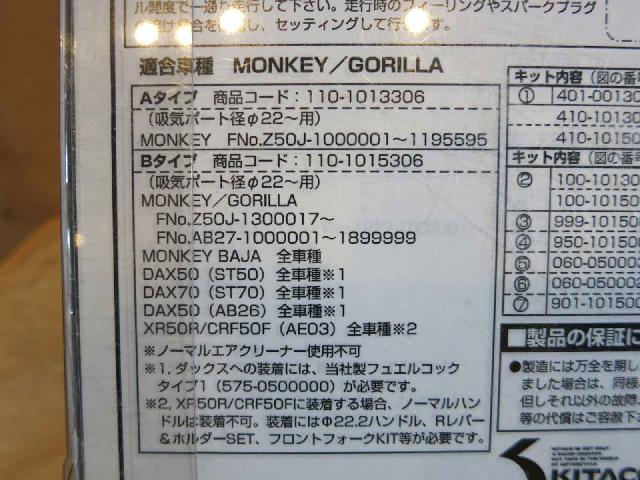 ル開度で一通り走行して下さい。走行時のフィーリングやスパークプラグ
セッティングして行
適合車種 MONKEY/GORILLA
Aタイプ 商品コード:110-1013306
(吸気ポート径φ22~用)
MONKEY FNo.Z50J-1000001~1195595
Bタイプ 商品コード:110-1015306
(吸気ポート径φ22~用)
MONKEY/GORILLA
FNo.Z50J-1300017~
FNo.AB27-1000001~1899999
MONKEY BAJA 全車種
DAX50 (ST50) 全車種※1
DAX70 (ST70) 全車種※1
DAX50 (AB26) 全車種※1
XR50R/CRF50F (AE03) 全車種※2
※ノーマルエアクリーナー使用不可
※1, ダックスへの装着には、当社製フュエルコック
タイプ1 (575-0500000) が必要です。
※2, XR50R/CRF50Fに装着する場合、ノーマルハン
ドルは装着不可。装着にはΦ22.2ハンドル、Rレバー
&ホルダーSET、フロントフォークKIT等が必要です。
キット内容 (図の番号
① 401-00130
410-10130
410-10150
キット内容 (図の番
② 100-10130
100-10150
③ 999-10150
④ 950-10150
⑤ 060-05000
⑥ 060-05000
⑦ 901-10150
■製品の保証に
●製造には万全を期し
ました場合は、同様
但しそれ以外の故障、
等の代償はご容赦下
KITAC